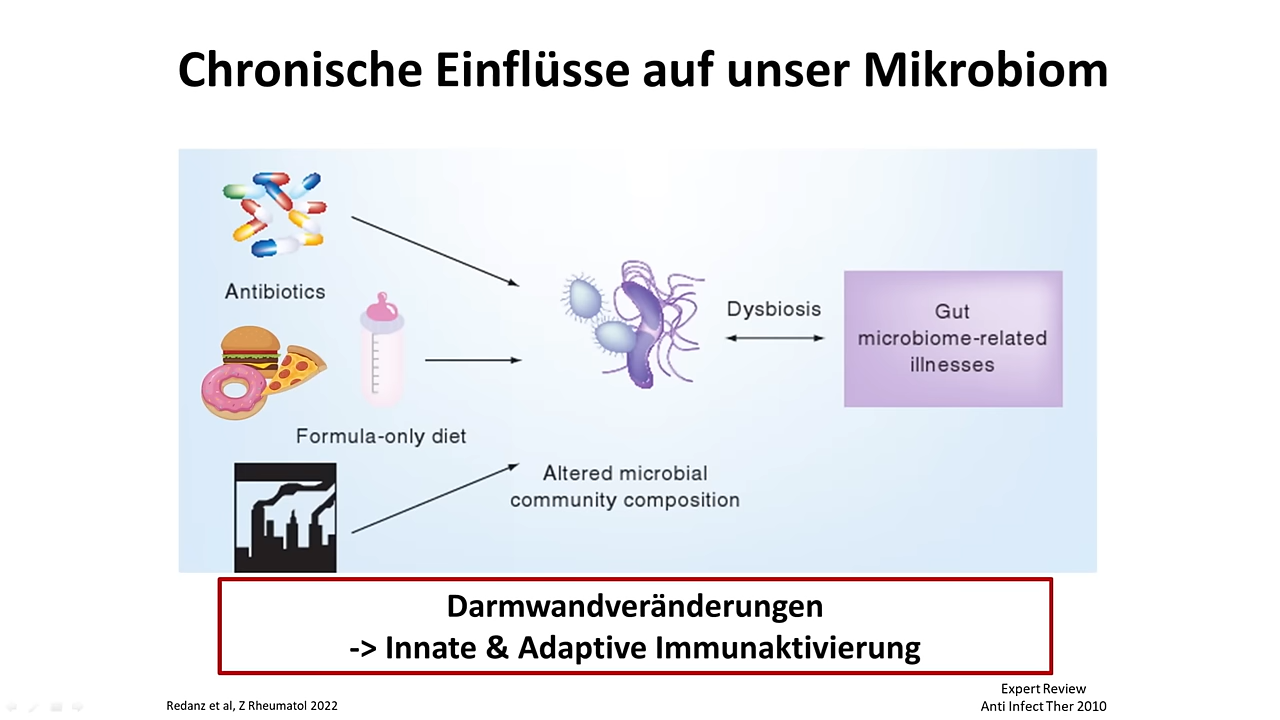 Chronische Einflüsse auf unser Mikrobiom
Antibiotics
Formula-only diet
Altered microbial
community composition
Dysbiosis
Gut
microbiome-related
illnesses
Darmwandveränderungen
-> Innate & Adaptive Immunaktivierung
Redanz et al, Z Rheumatol 2022
Expert Review
Anti Infect Ther 2010